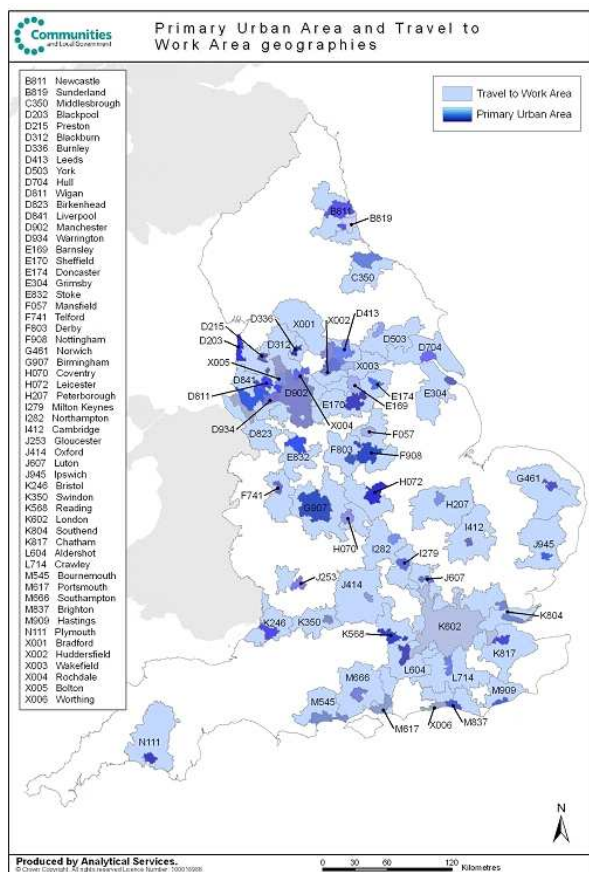 Communities
and Local Government
Primary Urban Area and Travel to
Work Area geographies
B811 Newcastle
B819 Sunderland
C350 Middlesbrough
D203 Blackpool
D215 Preston
D312 Blackburn
D336 Burnley
D413 Leeds
D503 York
D704 Hull
D811 Wigan
D823 Birkenhead
D841 Liverpool
D902 Manchester
D934 Warrington
E169 Barnsley
E170 Sheffield
E174 Doncaster
E304 Grimsby
E832 Stoke
F057 Mansfield
F741 Telford
F803 Derby
F908 Nottingham
G461 Norwich
G907 Birmingham
H070 Coventry
H072 Leicester
H207 Peterborough
I279 Milton Keynes
I282 Northampton
I412 Cambridge
J253 Gloucester
J414 Oxford
J607 Luton
J945 Ipswich
K246 Bristol
K350 Swindon
K568 Reading
K602 London
K804 Southend
K817 Chatham
L604 Aldershot
L714 Crawley
M545 Bournemouth
M617 Portsmouth
M666 Southampton
M837 Brighton
M909 Hastings
N111 Plymouth
X001 Bradford
X002 Huddersfield
X003 Wakefield
X004 Rochdale
X005 Bolton
X006 Worthing
Travel to Work Area
Primary Urban Area
B811
B819
C350
D336
X001
X002
D413
D215
D203
D312
D503
D704
X005
X003
D811
D841
D902
E170
E174
E304
E169
D934
D823
X004
F057
E832
F803
F908
F741
G907
H072
H207
G461
H070
I412
J945
I282
I279
J253
J414
J607
K246
K350
K568
K602
K804
K817
L604
L714
M909
M666
M545
M617
X006
M837
N111
N
Produced by Analytical Services.
© Crown Copyright. All rights reserved Licence Number: 100018986
0 30 60 120
Kilometres